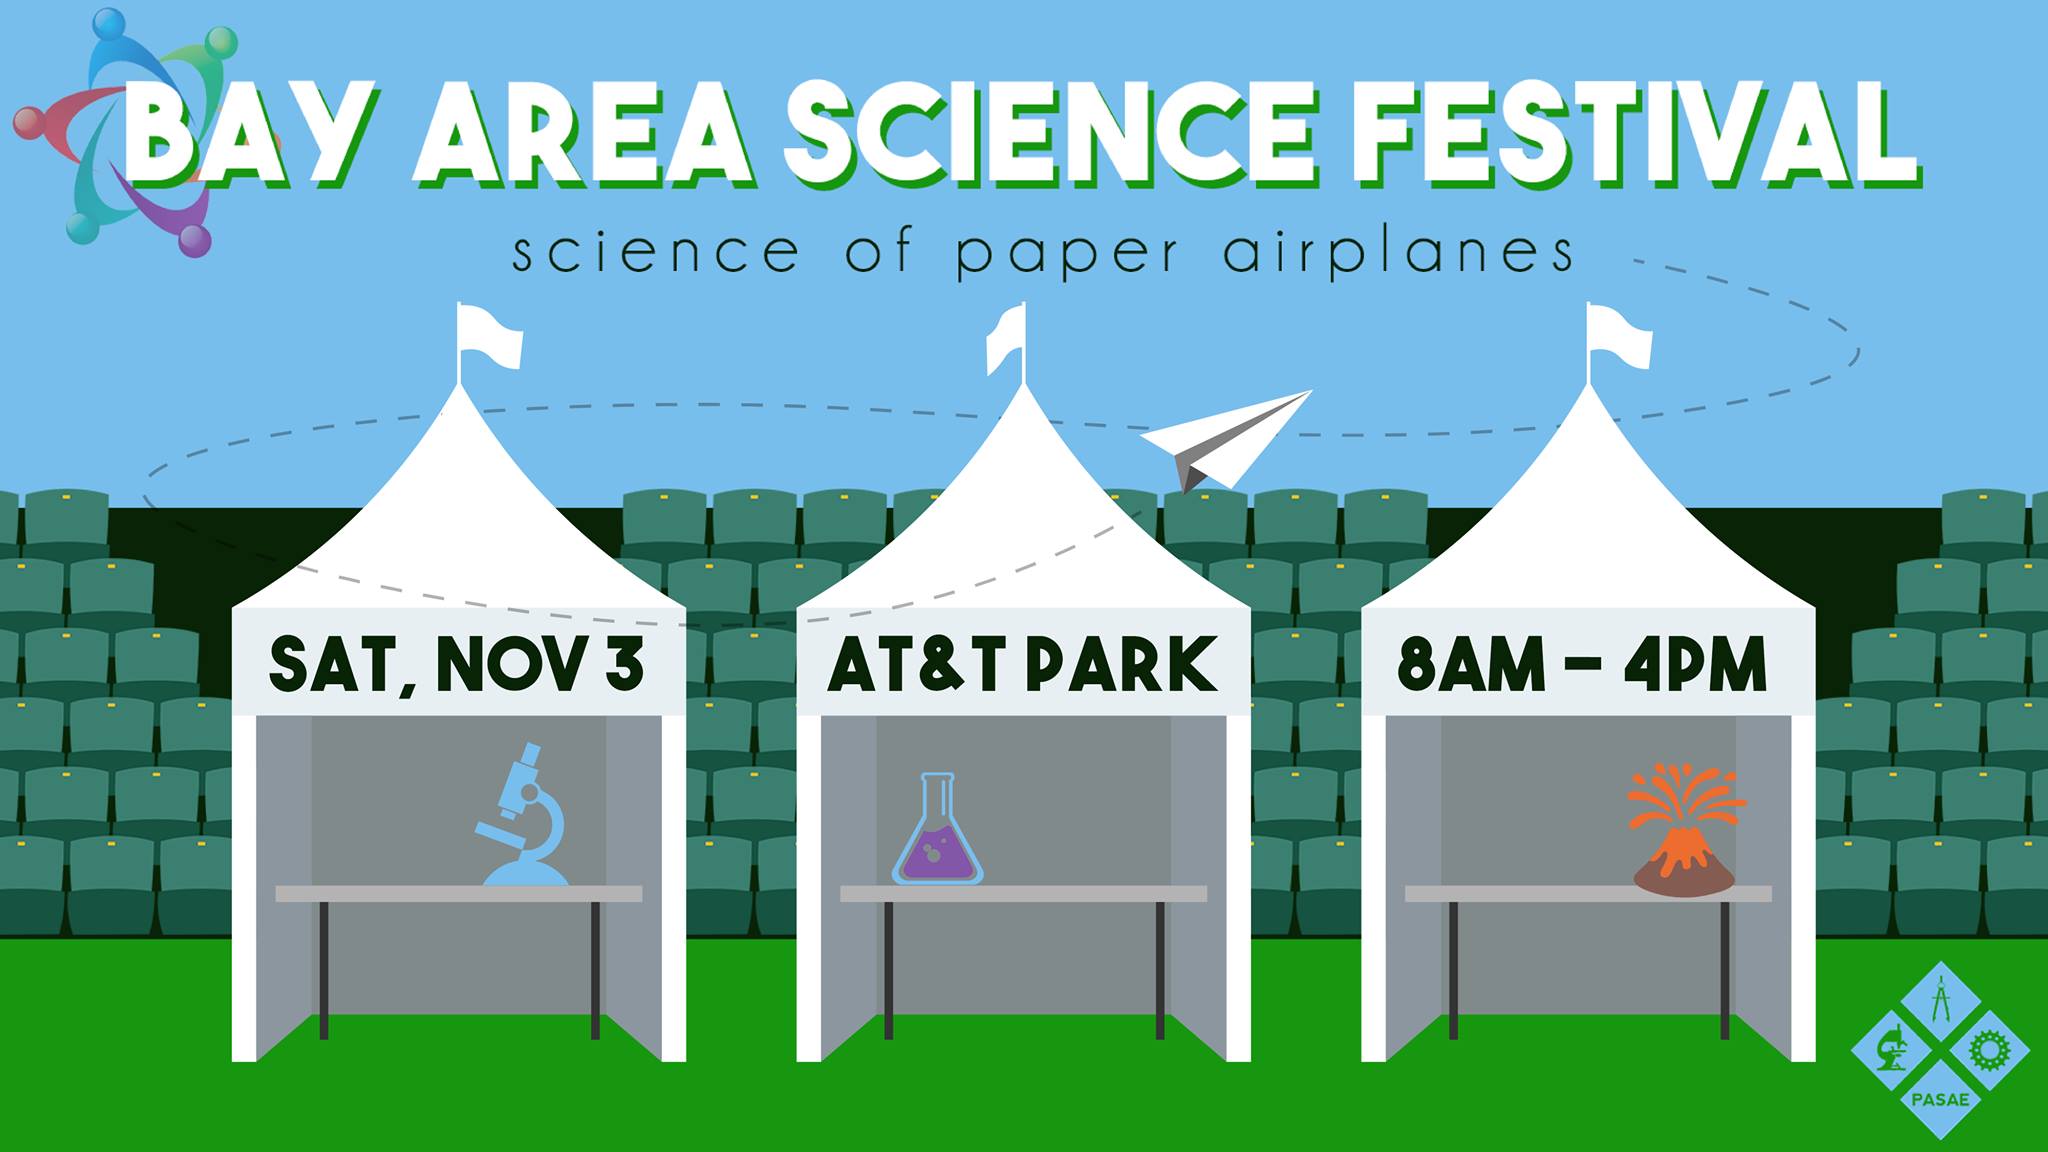 BAY AREA SCIENCE FESTIVAL
science of paper airplanes
SAT, NOV 3
AT&T PARK
8AM – 4PM
PASAE